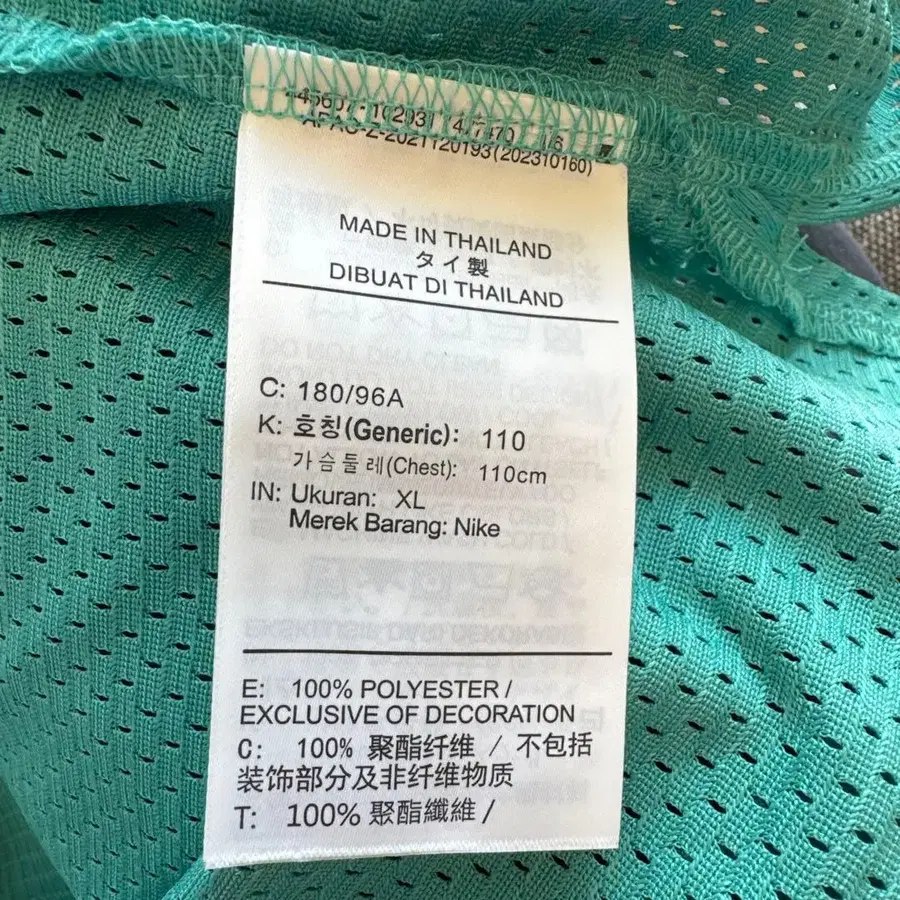 APAC-Z-2021120193(202310160)
MADE IN THAILAND
タイ製
DIBUAT DI THAILAND
C: 180/96A
K: 호칭(Generic): 110
가슴둘레(Chest): 110cm
IN: Ukuran: XL
Merek Barang: Nike
E: 100% POLYESTER /
EXCLUSIVE OF DECORATION
C: 100% 聚酯纤维 / 不包括
装饰部分及非纤维物质
T: 100% 聚酯纖維 /